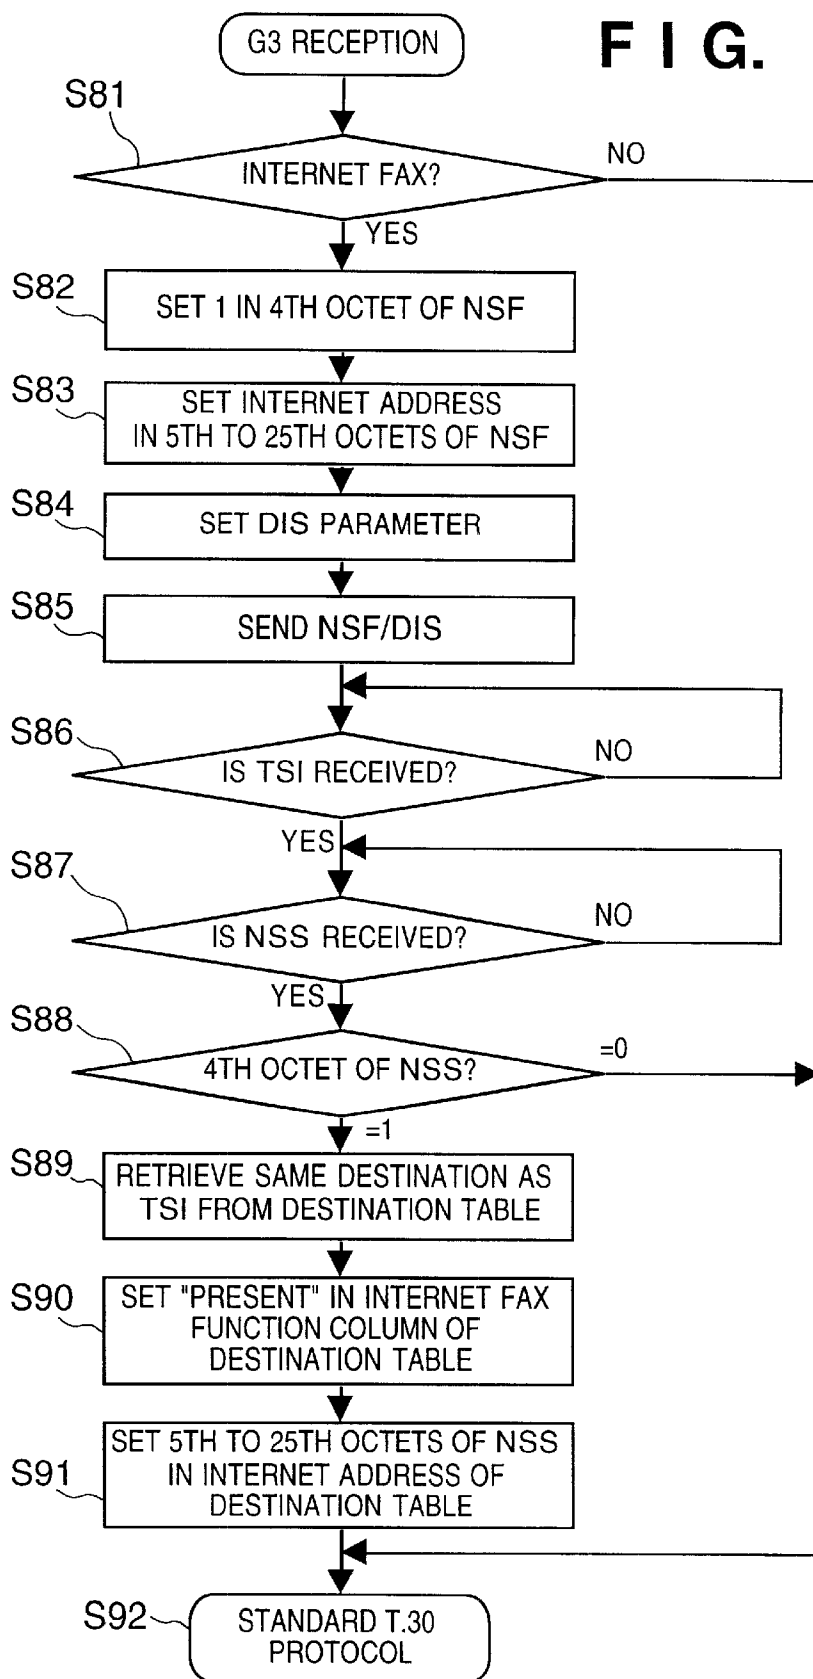 G3 RECEPTION
FIG.
S81
INTERNET FAX?
NO
YES
S82
SET 1 IN 4TH OCTET OF NSF
S83
SET INTERNET ADDRESS
IN 5TH TO 25TH OCTETS OF NSF
S84
SET DIS PARAMETER
S85
SEND NSF/DIS
S86
IS TSI RECEIVED?
NO
YES
S87
IS NSS RECEIVED?
NO
YES
S88
4TH OCTET OF NSS?
=0
=1
S89
RETRIEVE SAME DESTINATION AS
TSI FROM DESTINATION TABLE
S90
SET "PRESENT" IN INTERNET FAX
FUNCTION COLUMN OF
DESTINATION TABLE
S91
SET 5TH TO 25TH OCTETS OF NSS
IN INTERNET ADDRESS OF
DESTINATION TABLE
S92
STANDARD T.30
PROTOCOL